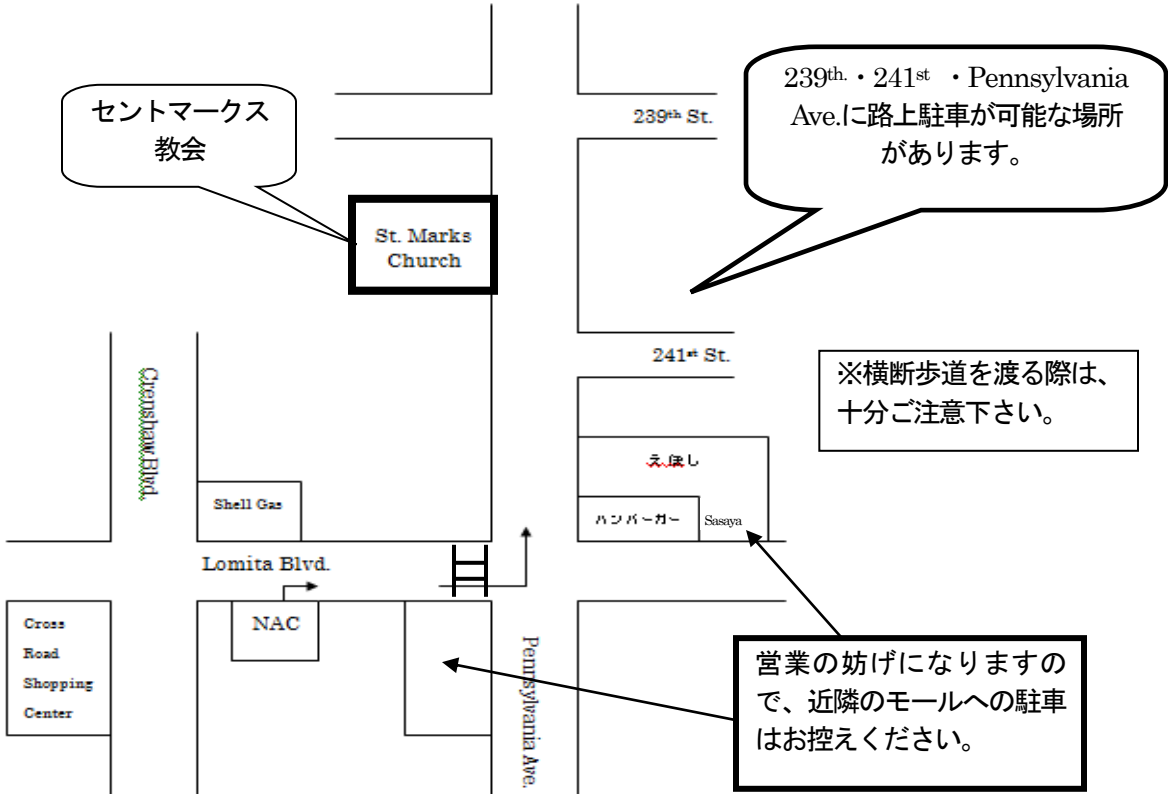 セントマークス
教会
239th St.
239th.・241st ・Pennsylvania
Ave.に路上駐車が可能な場所
があります。
St. Marks
Church
241st St.
※横断歩道を渡る際は、
十分ご注意下さい。
Crenshaw Blvd.
えぼし
Shell Gas
ハンバーガー
Sasaya
Lomita Blvd.
NAC
Cross
Road
Shopping
Center
Pennsylvania Ave.
営業の妨げになりますの
で、近隣のモールへの駐車
はお控えください。